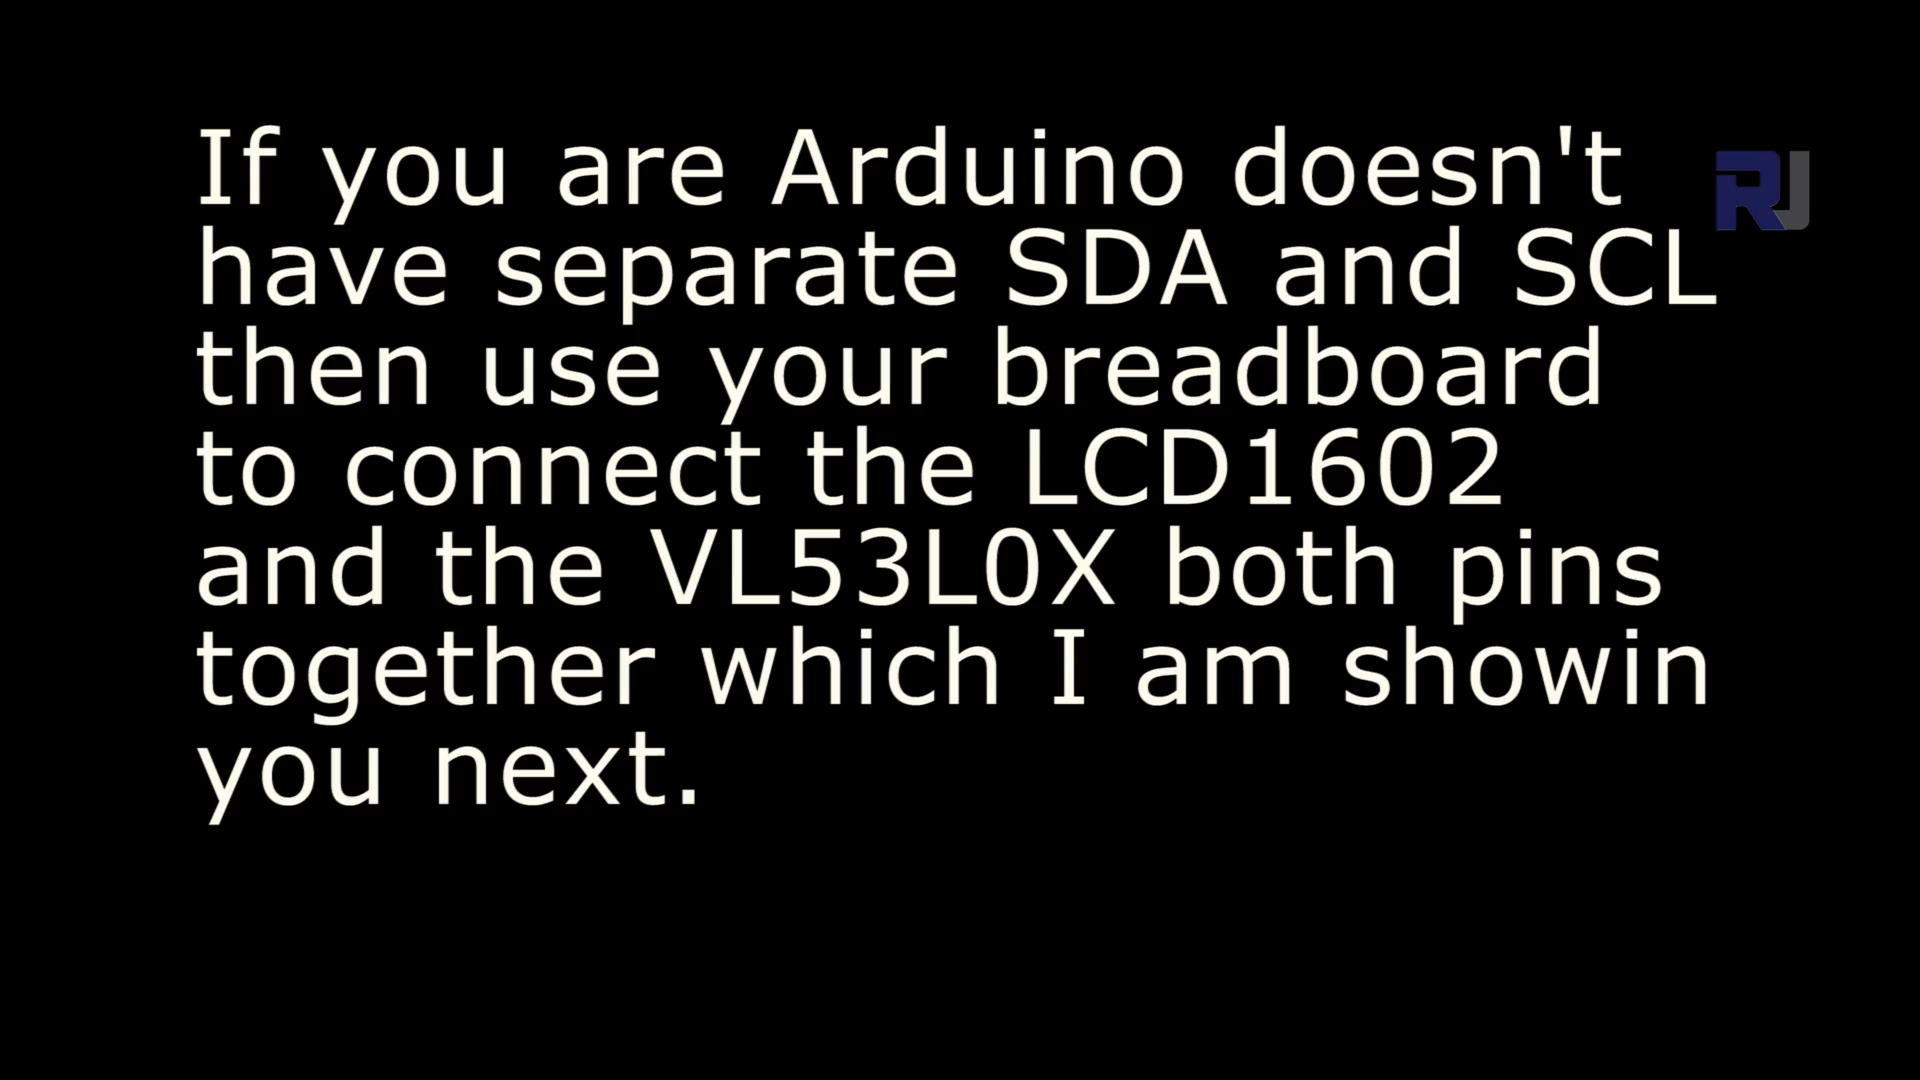 If you are Arduino doesn't
RJ
have separate SDA and SCL
then use your breadboard
to connect the LCD1602
and the VL53L0X both pins
together which I am showin
you next.